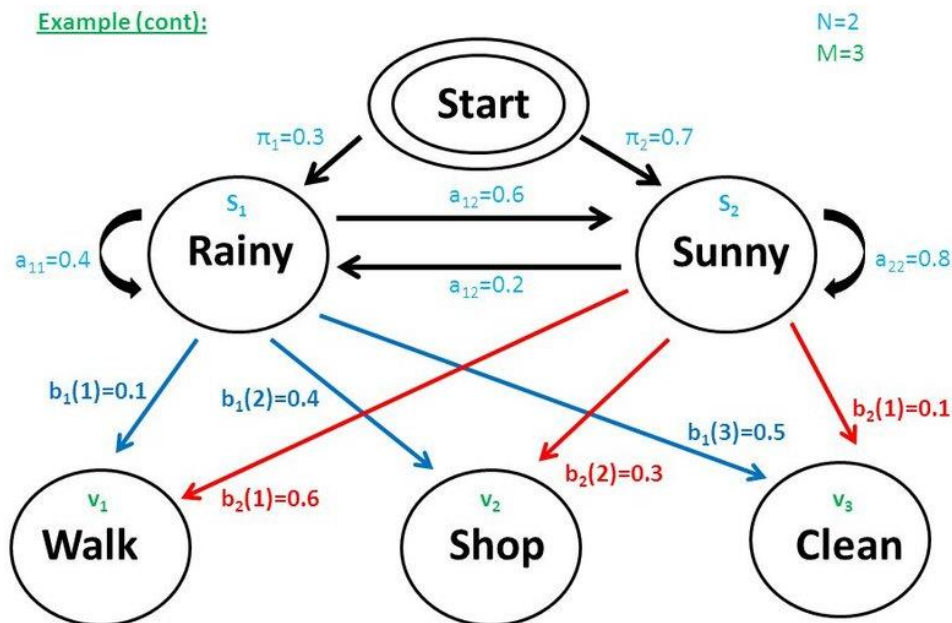 Example (cont):
N=2
M=3
Start
π₁=0.3
π₂=0.7
S₁
Rainy
a₁₂=0.6
S₂
Sunny
a₁₁=0.4
a₁₂=0.2
a₂₂=0.8
b₁(1)=0.1
b₁(2)=0.4
b₂(1)=0.1
b₁(3)=0.5
b₂(1)=0.6
b₂(2)=0.3
v₁
Walk
v₂
Shop
v₃
Clean